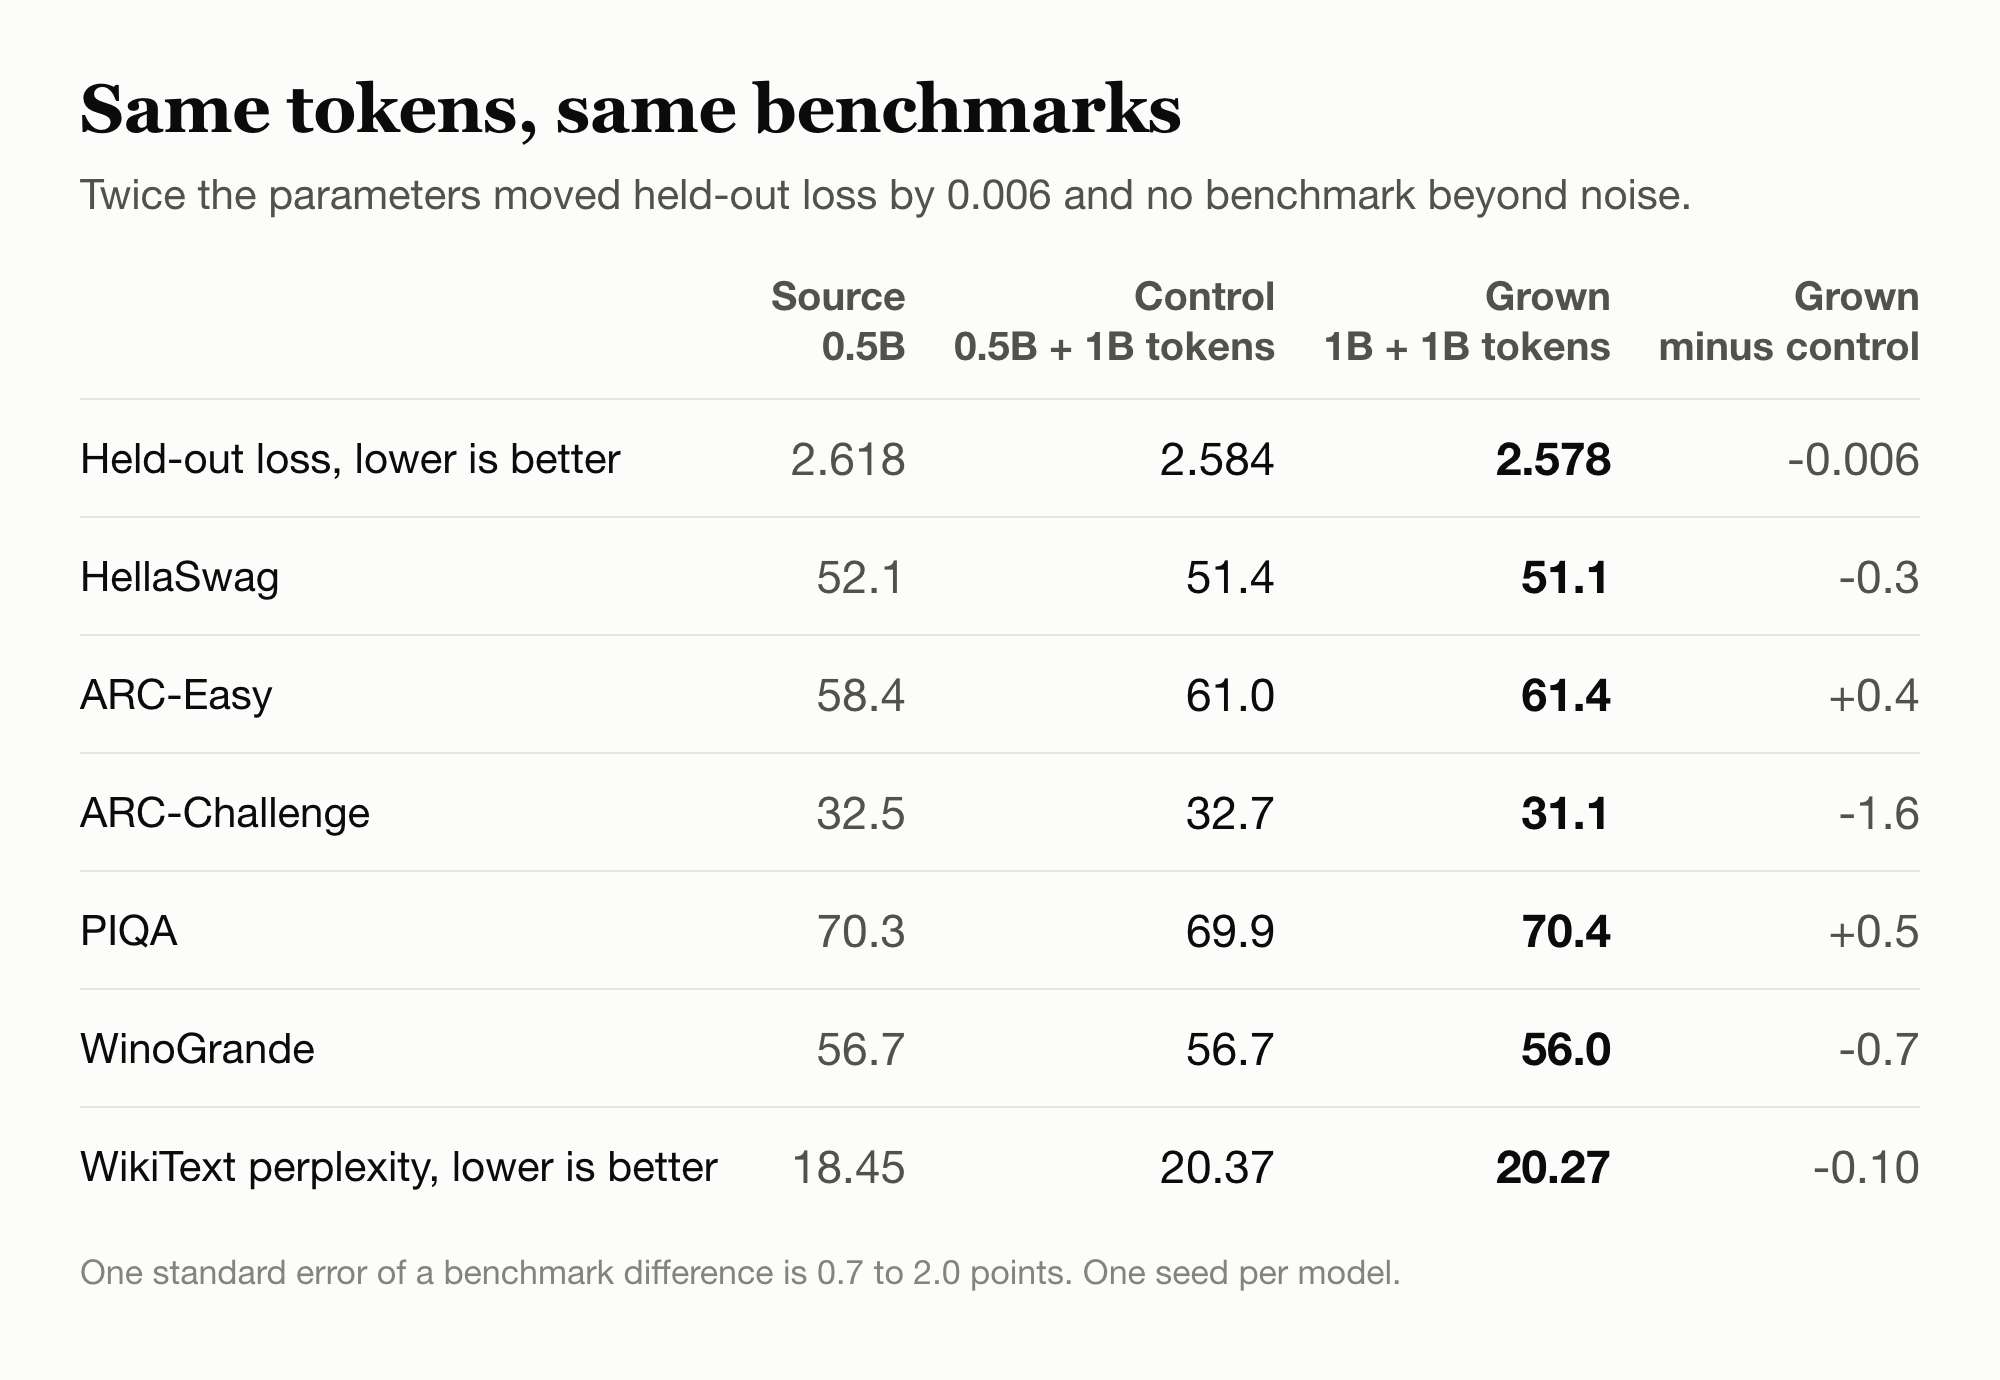 Same tokens, same benchmarks
Twice the parameters moved held-out loss by 0.006 and no benchmark beyond noise.
Source Control Grown Grown
0.5B 0.5B + 1B tokens 1B + 1B tokens minus control
Held-out loss, lower is better 2.618 2.584 2.578 -0.006
HellaSwag 52.1 51.4 51.1 -0.3
ARC-Easy 58.4 61.0 61.4 +0.4
ARC-Challenge 32.5 32.7 31.1 -1.6
PIQA 70.3 69.9 70.4 +0.5
WinoGrande 56.7 56.7 56.0 -0.7
WikiText perplexity, lower is better 18.45 20.37 20.27 -0.10
One standard error of a benchmark difference is 0.7 to 2.0 points. One seed per model.